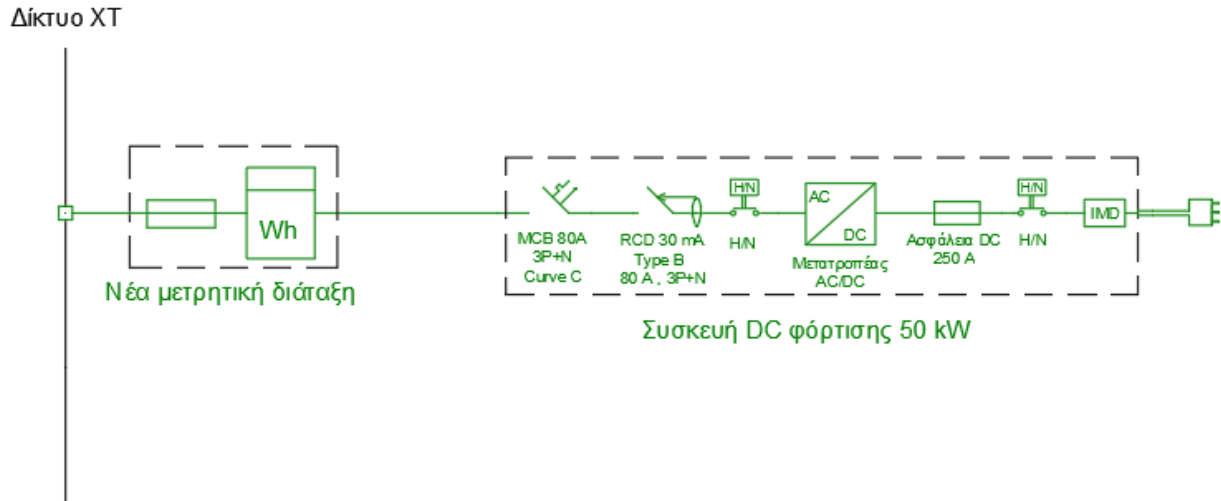 Δίκτυο ΧΤ
Wh
Νέα μετρητική διάταξη
MCB 80A
3P+N
Curve C
RCD 30 mA
Type B
80 A , 3P+N
H/N
H/N
AC
DC
Μετατροπέας
AC/DC
Ασφάλεια DC
250 A
H/N
H/N
IMD
Συσκευή DC φόρτισης 50 kW